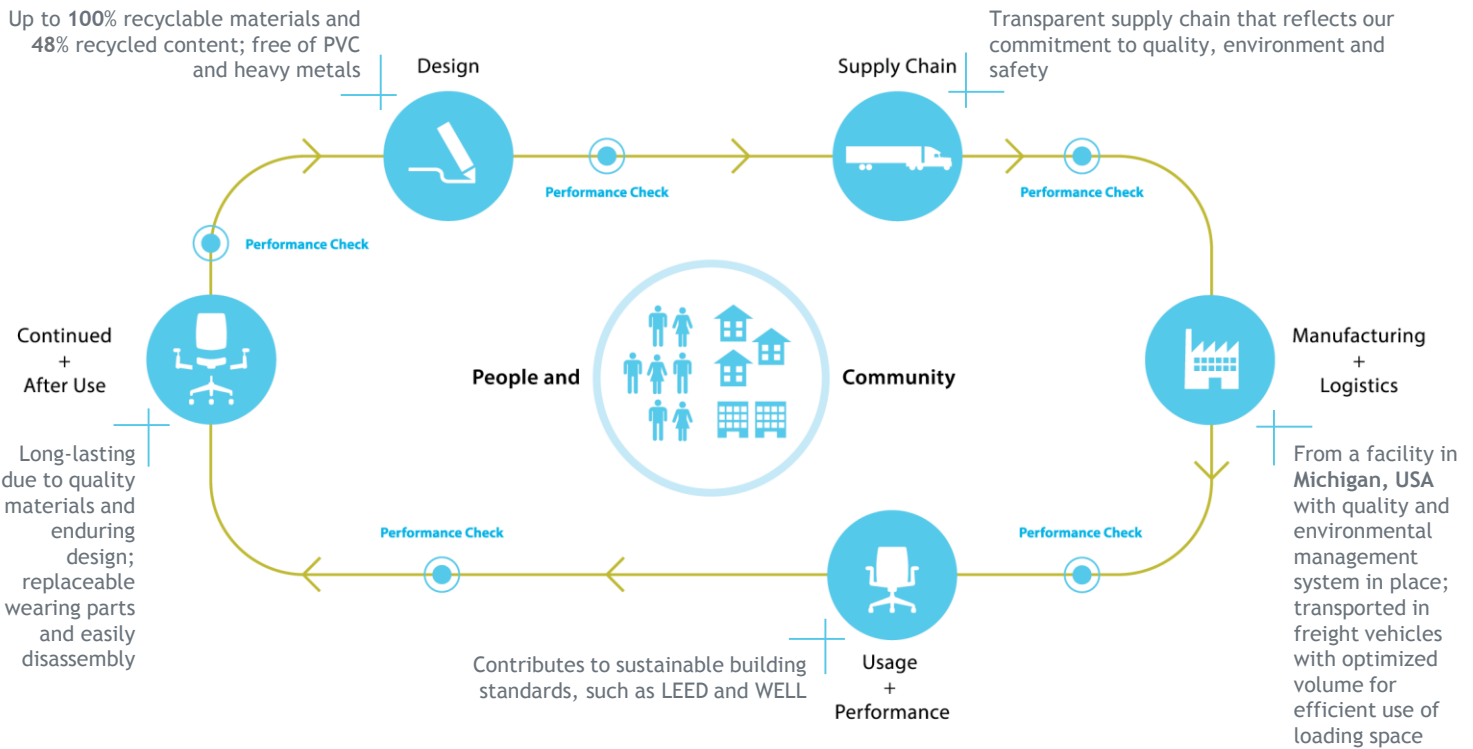 Up to 100% recyclable materials and
48% recycled content; free of PVC
and heavy metals
Design
Supply Chain
Transparent supply chain that reflects our
commitment to quality, environment and
safety
Performance Check
Performance Check
Performance Check
Continued
+
After Use
People and
Community
Manufacturing
+
Logistics
Long-lasting
due to quality
materials and
enduring
design;
replaceable
wearing parts
and easily
disassembly
From a facility in
Michigan, USA
with quality and
environmental
management
system in place;
transported in
freight vehicles
with optimized
volume for
efficient use of
loading space
Performance Check
Performance Check
Contributes to sustainable building
standards, such as LEED and WELL
Usage
+
Performance